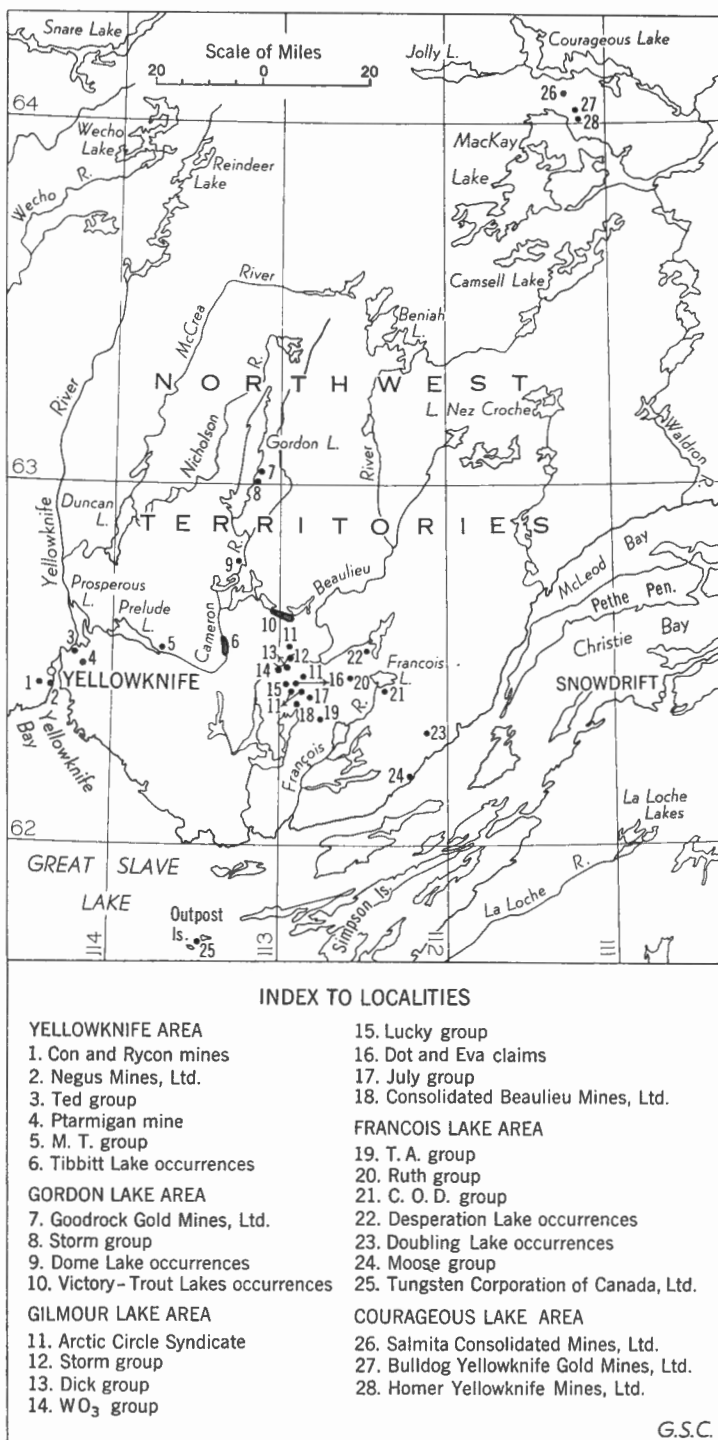 Snare Lake
Scale of Miles
20 0 20
Jolly L.
Courageous Lake
26
27
28
64
Wecho
Lake
Wecho R.
Reindeer
Lake
MacKay
Lake
Camsell Lake
River
McCrea
Beniah
L.
NORTHWEST
River
R.
Nicholson
Gordon L.
L. Nez Croche
7
8
63
River
Waldron
Duncan
L.
TERRITORIES
Yellowknife
9
R.
Beaulieu
McLeod Bay
Pethe Pen.
Prosperous
L.
Prelude
L.
10
Christie Bay
3
4
5
Cameron
6
11
13
12
14
11
16
20
22
Francois
L.
21
1
2
YELLOWKNIFE
15
17
11
18
19
SNOWDRIFT
Yellowknife
Bay
François R.
23
24
62
La Loche
Lakes
GREAT SLAVE
LAKE
Simpson Is.
La Loche R.
Outpost
Is.
25
114
113
112
111
INDEX TO LOCALITIES
YELLOWKNIFE AREA
1. Con and Rycon mines
2. Negus Mines, Ltd.
3. Ted group
4. Ptarmigan mine
5. M. T. group
6. Tibbitt Lake occurrences
GORDON LAKE AREA
7. Goodrock Gold Mines, Ltd.
8. Storm group
9. Dome Lake occurrences
10. Victory-Trout Lakes occurrences
GILMOUR LAKE AREA
11. Arctic Circle Syndicate
12. Storm group
13. Dick group
14. WO₃ group
15. Lucky group
16. Dot and Eva claims
17. July group
18. Consolidated Beaulieu Mines, Ltd.
FRANCOIS LAKE AREA
19. T. A. group
20. Ruth group
21. C. O. D. group
22. Desperation Lake occurrences
23. Doubling Lake occurrences
24. Moose group
25. Tungsten Corporation of Canada, Ltd.
COURAGEOUS LAKE AREA
26. Salmita Consolidated Mines, Ltd.
27. Bulldog Yellowknife Gold Mines, Ltd.
28. Homer Yellowknife Mines, Ltd.
G.S.C.